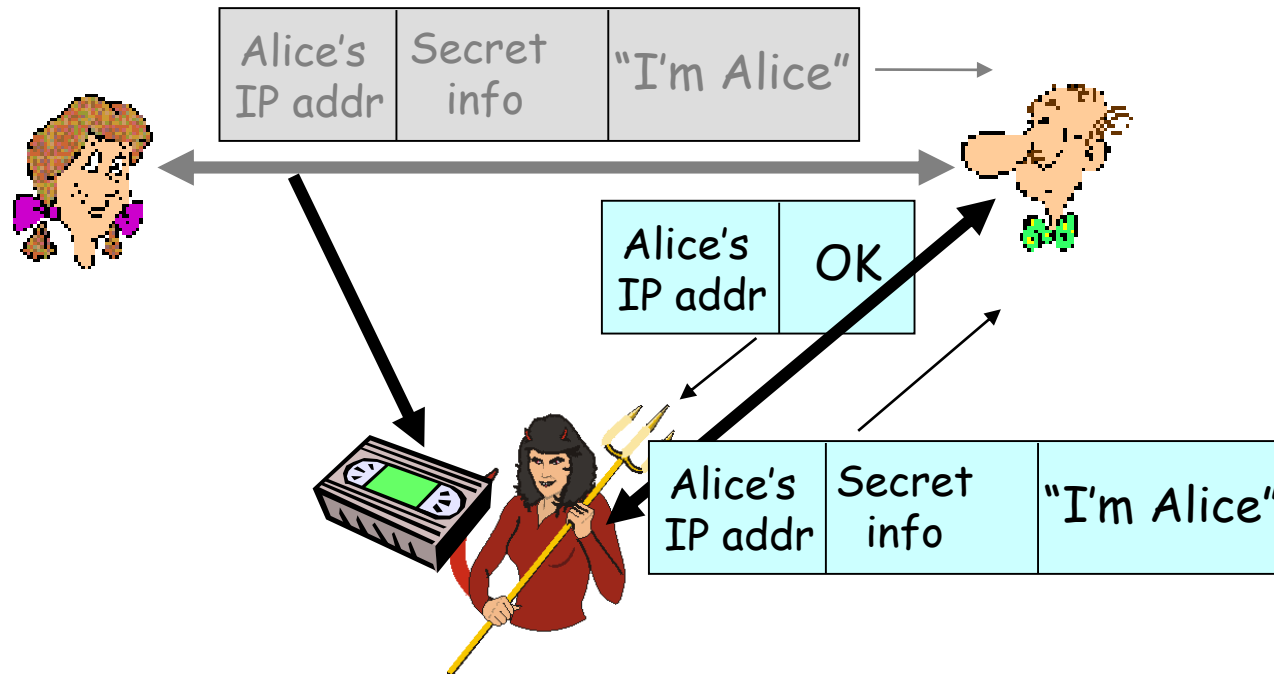 Alice's
IP addr
Secret
info
"I'm Alice"
Alice's
IP addr
OK
Alice's
IP addr
Secret
info
"I'm Alice"